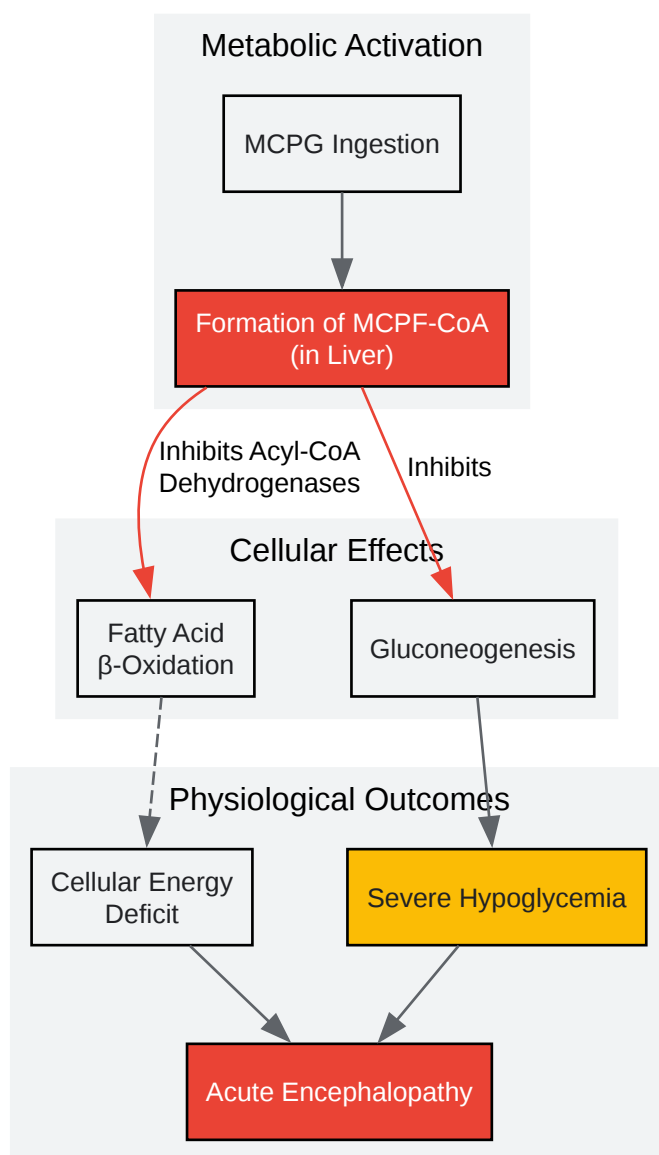 Metabolic Activation
MCPG Ingestion
Formation of MCPF-CoA
(in Liver)
Inhibits Acyl-CoA
Dehydrogenases
Inhibits
Cellular Effects
Fatty Acid
β-Oxidation
Gluconeogenesis
Physiological Outcomes
Cellular Energy
Deficit
Severe Hypoglycemia
Acute Encephalopathy